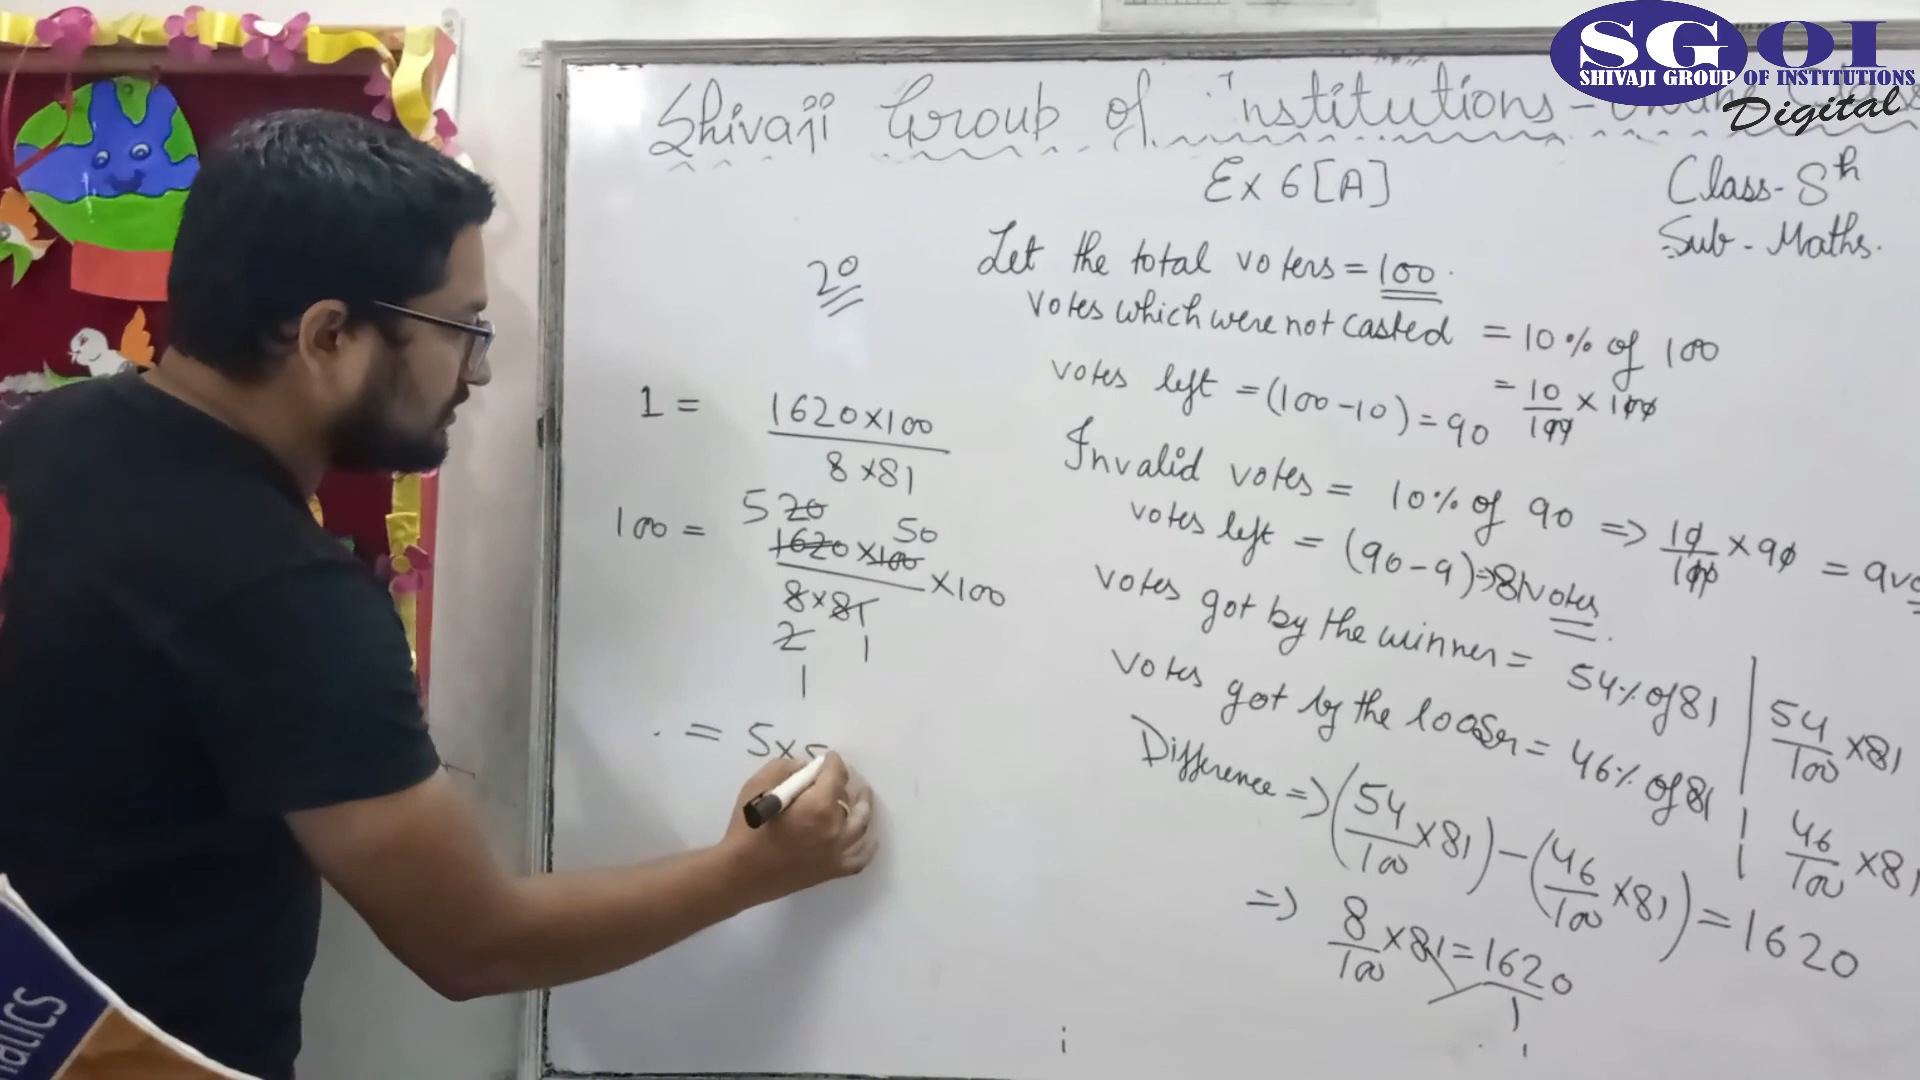 SGOI
SHIVAJI GROUP OF INSTITUTIONS
Digital
Shivaji Group of Institutions -
Ex 6[A]
Class - 8th
Sub - Maths.
20
Let the total voters = 100.
Votes which were not casted = 10% of 100
= 10/100 × 100
votes left = (100-10) = 90
Invalid votes = 10% of 90 => 10/100 × 90 = 9
votes left = (90-9) => 81 votes.
votes got by the winner = 54% of 81 | 54/100 × 81
votes got by the looser = 46% of 81 | 46/100 × 81
Difference => (54/100 × 81) - (46/100 × 81) = 1620
=> 8/100 × 81 = 1620
1
1 = 1620×100
8×81
5 20
50
100 = 1620×100 ×100
8×81
2 1
1
= 5×5